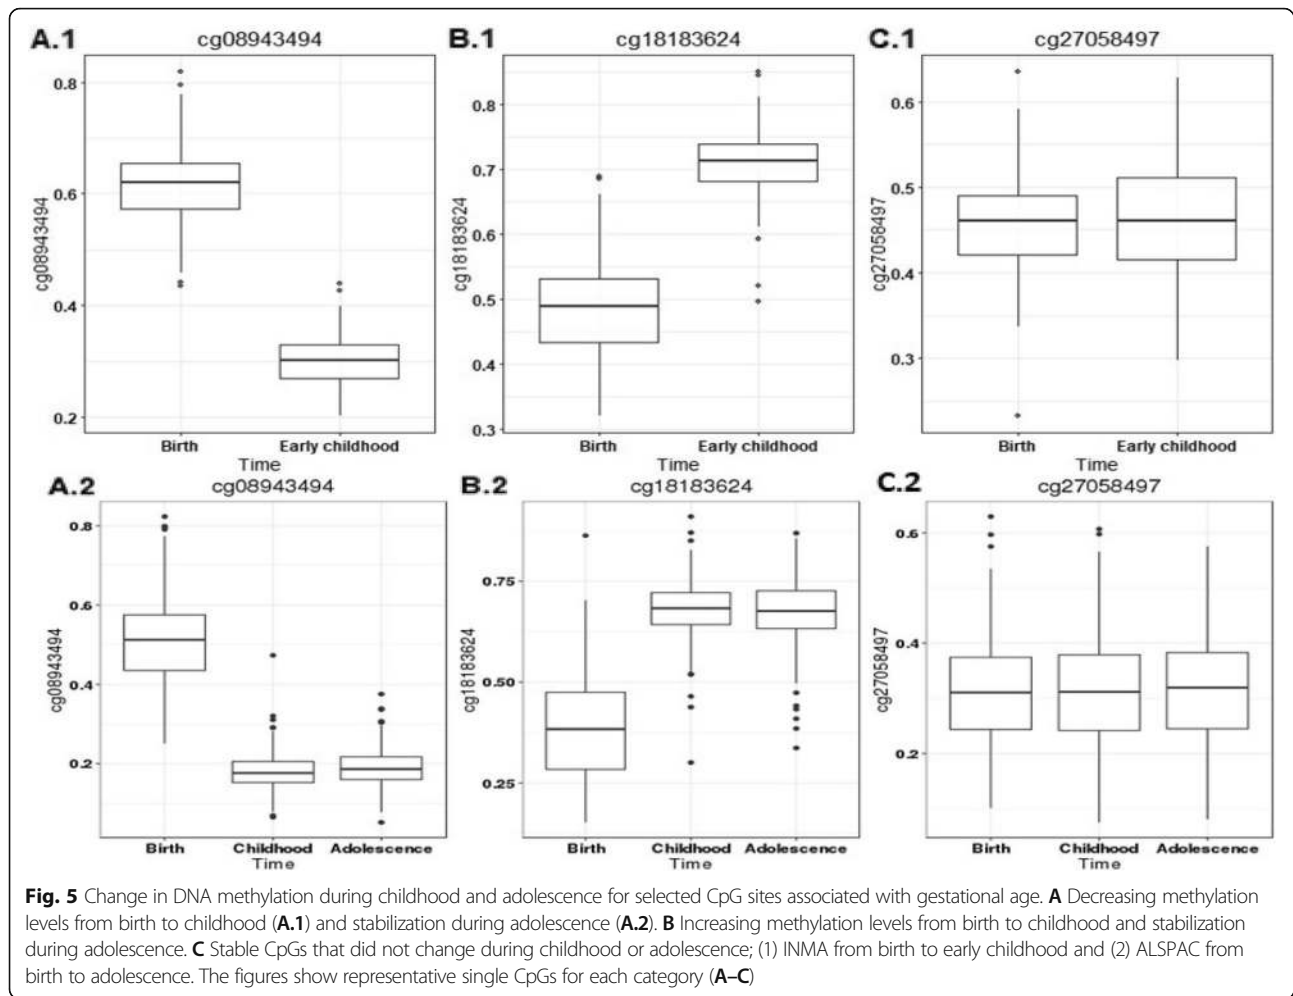 A.1 cg08943494 B.1 cg18183624 C.1 cg27058497
cg08943494
0.8
0.6
0.4
0.2
Birth Early childhood
Time
cg18183624
0.8
0.7
0.6
0.5
0.4
0.3
Birth Early childhood
Time
cg27058497
0.6
0.5
0.4
0.3
Birth Early childhood
Time
A.2 cg08943494 B.2 cg18183624 C.2 cg27058497
cg08943494
0.8
0.6
0.4
0.2
Birth Childhood Adolescence
Time
cg18183624
0.75
0.50
0.25
Birth Childhood Adolescence
Time
cg27058497
0.6
0.4
0.2
Birth Childhood Adolescence
Time
Fig. 5 Change in DNA methylation during childhood and adolescence for selected CpG sites associated with gestational age. A Decreasing methylation
levels from birth to childhood (A.1) and stabilization during adolescence (A.2). B Increasing methylation levels from birth to childhood and stabilization
during adolescence. C Stable CpGs that did not change during childhood or adolescence; (1) INMA from birth to early childhood and (2) ALSPAC from
birth to adolescence. The figures show representative single CpGs for each category (A–C)